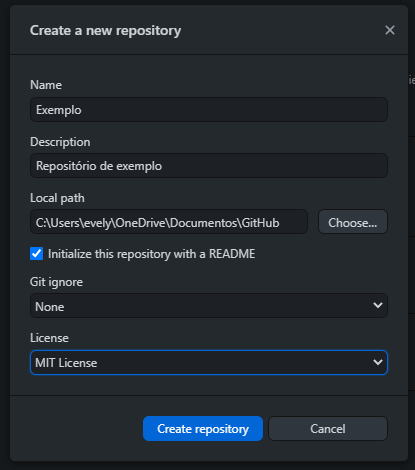 Create a new repository
Name
Exemplo
Description
Repositório de exemplo
Local path
C:\Users\evely\OneDrive\Documentos\GitHub
Choose...
Initialize this repository with a README
Git ignore
None
License
MIT License
Create repository
Cancel